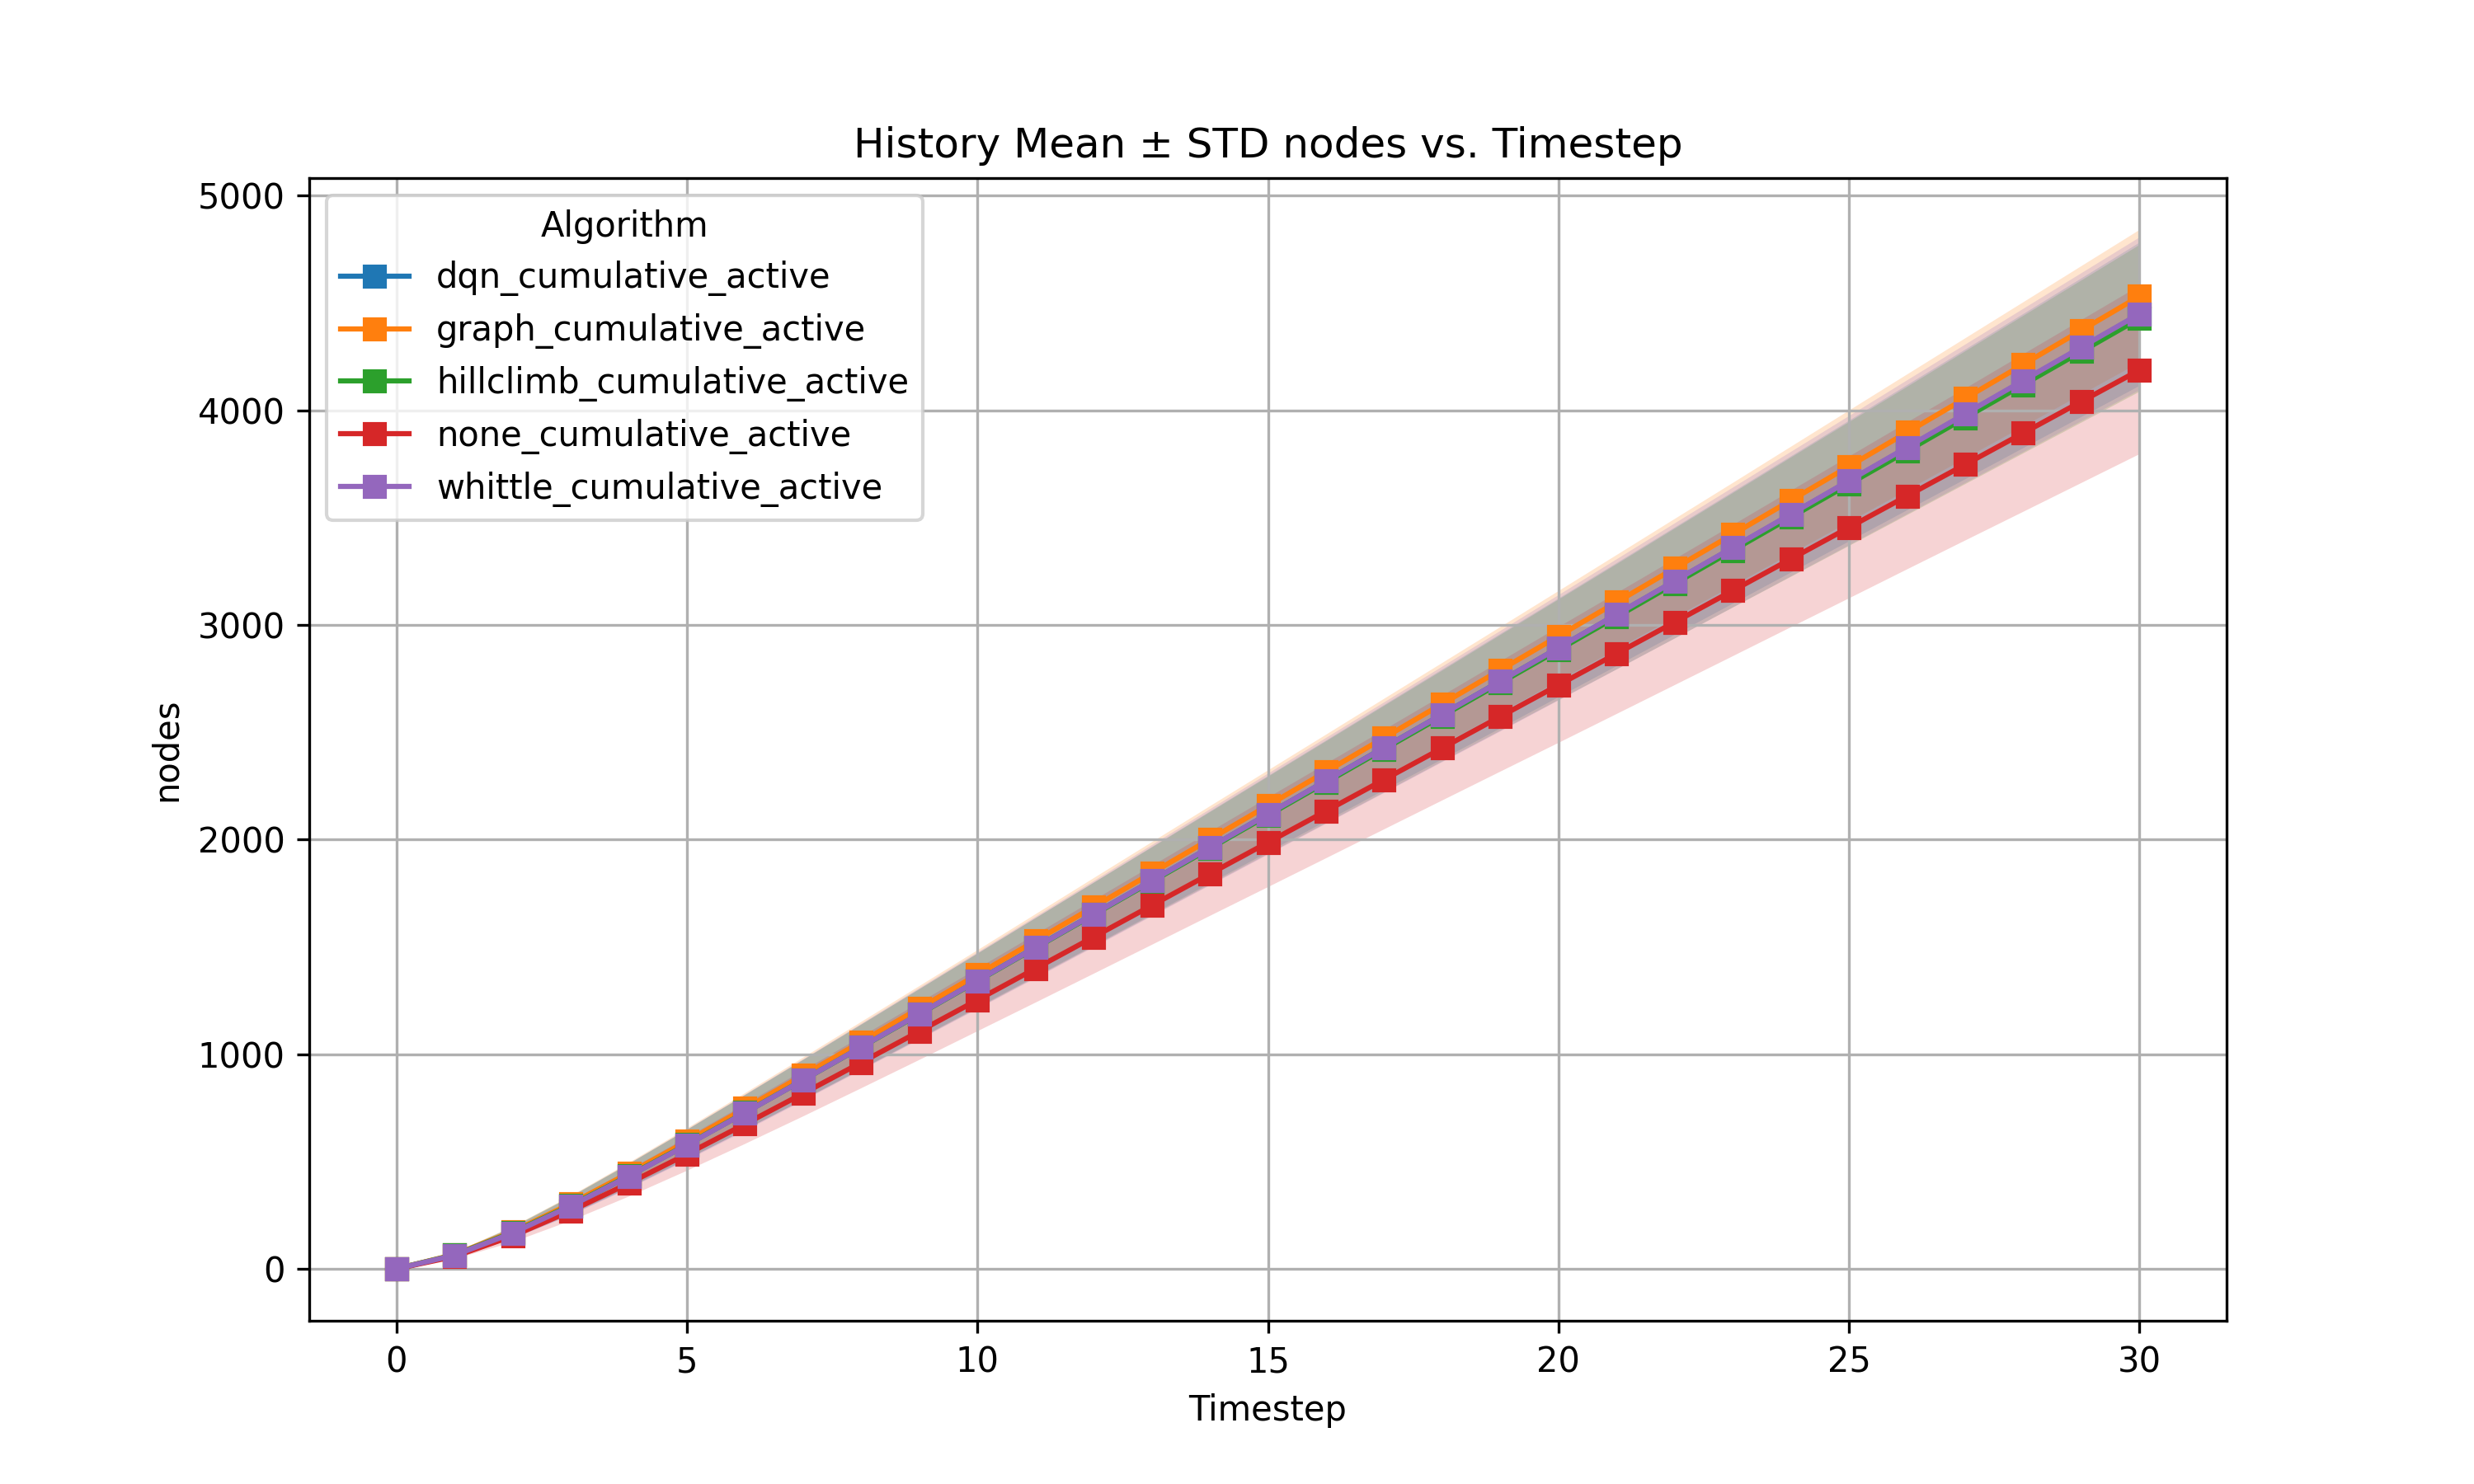 History Mean ± STD nodes vs. Timestep
5000
4000
3000
2000
1000
0
nodes
Algorithm
dqn_cumulative_active
graph_cumulative_active
hillclimb_cumulative_active
none_cumulative_active
whittle_cumulative_active
0 5 10 15 20 25 30
Timestep